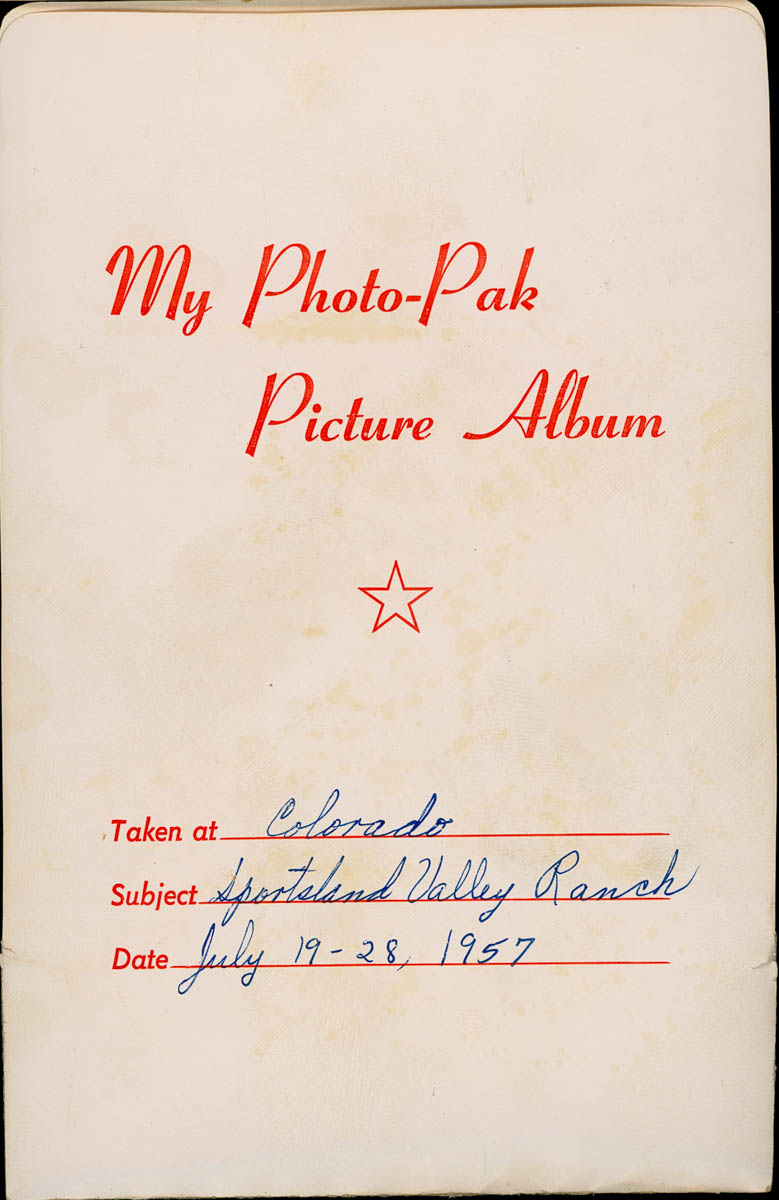 My Photo-Pak
Picture Album
Taken at Colorado
Subject Sportsland Valley Ranch
Date July 19-28, 1957